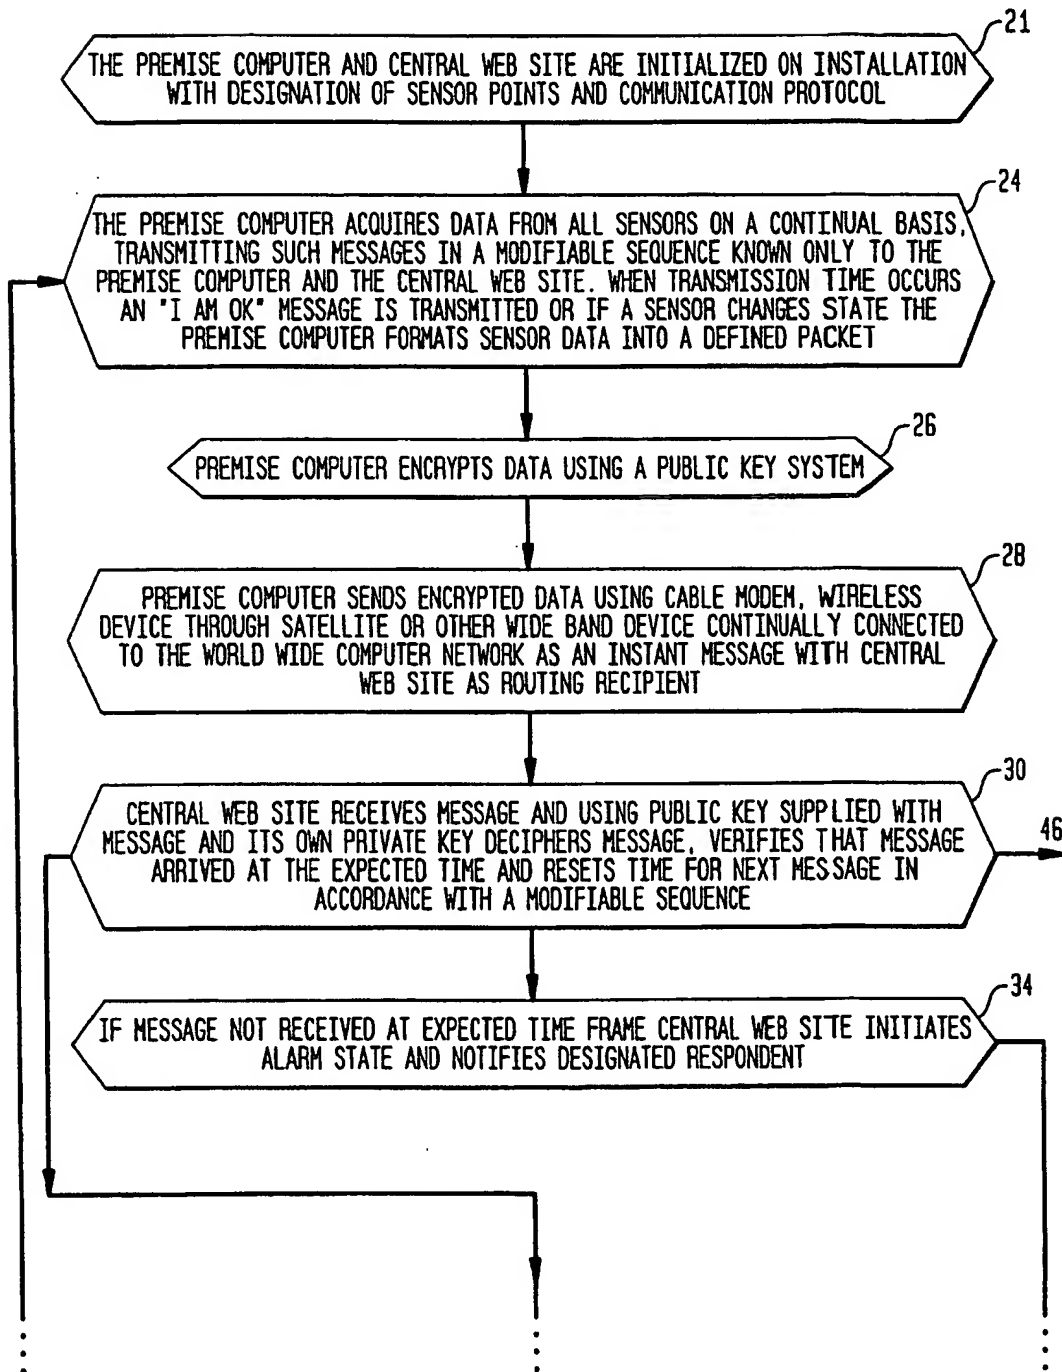 21
THE PREMISE COMPUTER AND CENTRAL WEB SITE ARE INITIALIZED ON INSTALLATION
WITH DESIGNATION OF SENSOR POINTS AND COMMUNICATION PROTOCOL
24
THE PREMISE COMPUTER ACQUIRES DATA FROM ALL SENSORS ON A CONTINUAL BASIS,
TRANSMITTING SUCH MESSAGES IN A MODIFIABLE SEQUENCE KNOWN ONLY TO THE
PREMISE COMPUTER AND THE CENTRAL WEB SITE. WHEN TRANSMISSION TIME OCCURS
AN "I AM OK" MESSAGE IS TRANSMITTED OR IF A SENSOR CHANGES STATE THE
PREMISE COMPUTER FORMATS SENSOR DATA INTO A DEFINED PACKET
26
PREMISE COMPUTER ENCRYPTS DATA USING A PUBLIC KEY SYSTEM
28
PREMISE COMPUTER SENDS ENCRYPTED DATA USING CABLE MODEM, WIRELESS
DEVICE THROUGH SATELLITE OR OTHER WIDE BAND DEVICE CONTINUALLY CONNECTED
TO THE WORLD WIDE COMPUTER NETWORK AS AN INSTANT MESSAGE WITH CENTRAL
WEB SITE AS ROUTING RECIPIENT
30
CENTRAL WEB SITE RECEIVES MESSAGE AND USING PUBLIC KEY SUPPLIED WITH
MESSAGE AND ITS OWN PRIVATE KEY DECIPHERS MESSAGE, VERIFIES THAT MESSAGE
ARRIVED AT THE EXPECTED TIME AND RESETS TIME FOR NEXT MESSAGE IN
ACCORDANCE WITH A MODIFIABLE SEQUENCE
46
34
IF MESSAGE NOT RECEIVED AT EXPECTED TIME FRAME CENTRAL WEB SITE INITIATES
ALARM STATE AND NOTIFIES DESIGNATED RESPONDENT